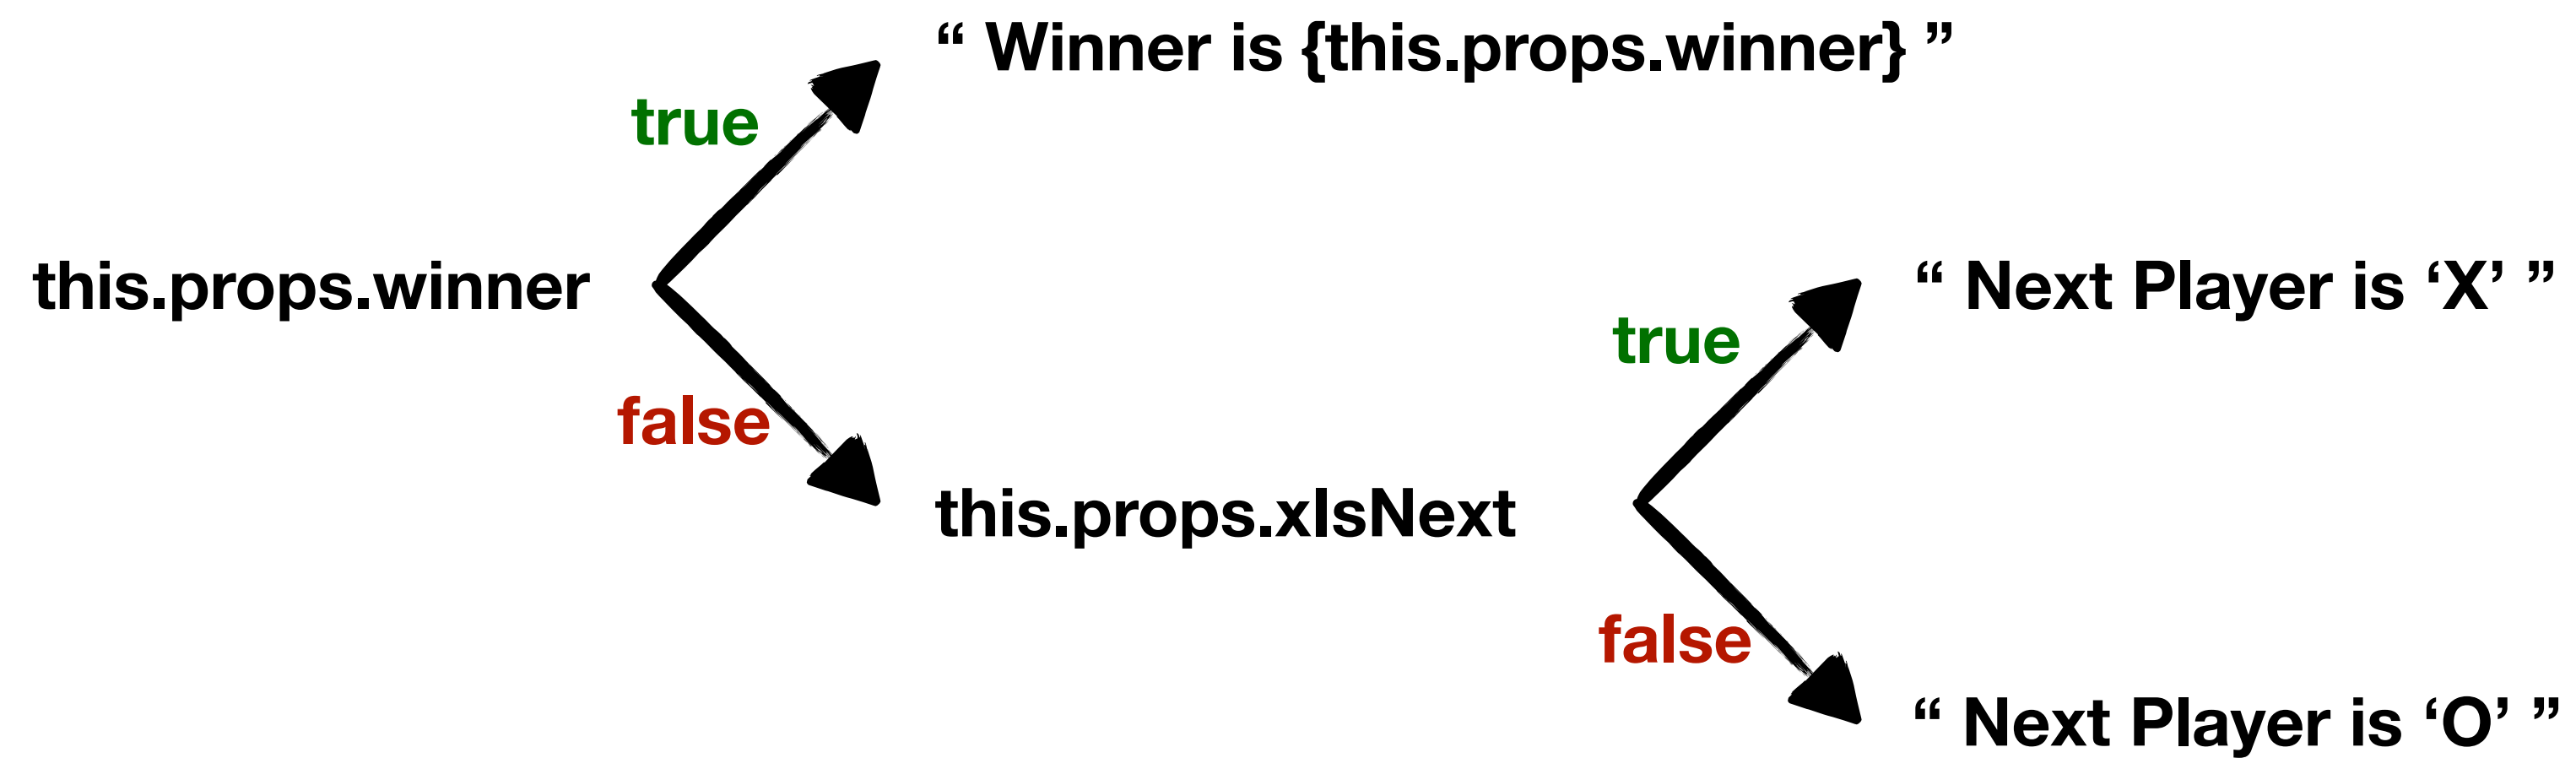 “ Winner is {this.props.winner} ”
true
this.props.winner
false
“ Next Player is ‘X’ ”
true
this.props.xIsNext
false
“ Next Player is ‘O’ ”